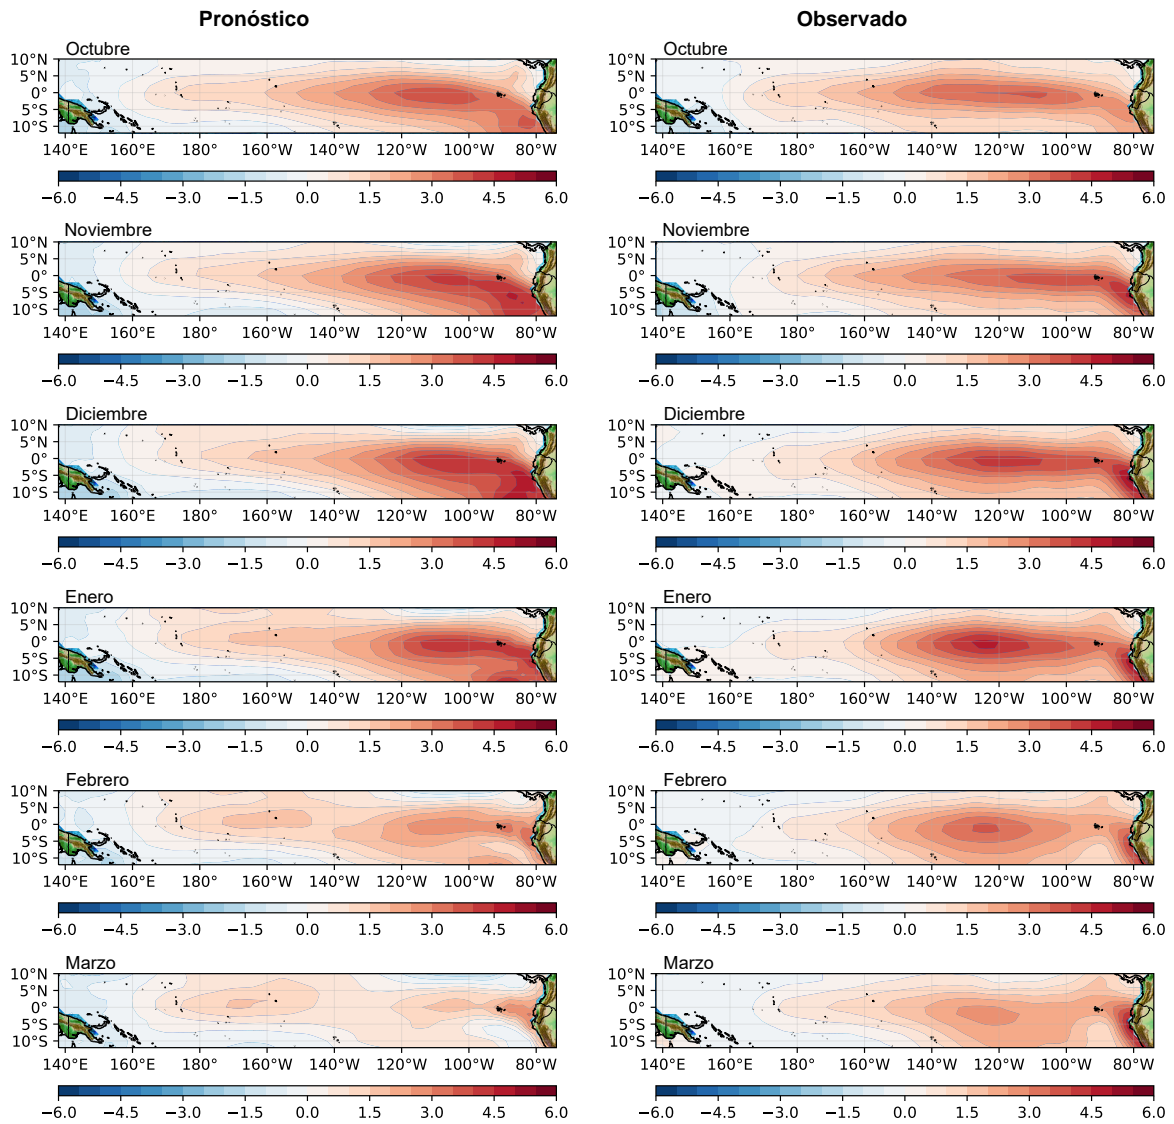 Pronóstico Observado
Octubre Octubre
10°N 10°N
5°N 5°N
0° 0°
5°S 5°S
10°S 10°S
140°E 160°E 180° 160°W 140°W 120°W 100°W 80°W 140°E 160°E 180° 160°W 140°W 120°W 100°W 80°W
−6.0 −4.5 −3.0 −1.5 0.0 1.5 3.0 4.5 6.0 −6.0 −4.5 −3.0 −1.5 0.0 1.5 3.0 4.5 6.0
Noviembre Noviembre
10°N 10°N
5°N 5°N
0° 0°
5°S 5°S
10°S 10°S
140°E 160°E 180° 160°W 140°W 120°W 100°W 80°W 140°E 160°E 180° 160°W 140°W 120°W 100°W 80°W
−6.0 −4.5 −3.0 −1.5 0.0 1.5 3.0 4.5 6.0 −6.0 −4.5 −3.0 −1.5 0.0 1.5 3.0 4.5 6.0
Diciembre Diciembre
10°N 10°N
5°N 5°N
0° 0°
5°S 5°S
10°S 10°S
140°E 160°E 180° 160°W 140°W 120°W 100°W 80°W 140°E 160°E 180° 160°W 140°W 120°W 100°W 80°W
−6.0 −4.5 −3.0 −1.5 0.0 1.5 3.0 4.5 6.0 −6.0 −4.5 −3.0 −1.5 0.0 1.5 3.0 4.5 6.0
Enero Enero
10°N 10°N
5°N 5°N
0° 0°
5°S 5°S
10°S 10°S
140°E 160°E 180° 160°W 140°W 120°W 100°W 80°W 140°E 160°E 180° 160°W 140°W 120°W 100°W 80°W
−6.0 −4.5 −3.0 −1.5 0.0 1.5 3.0 4.5 6.0 −6.0 −4.5 −3.0 −1.5 0.0 1.5 3.0 4.5 6.0
Febrero Febrero
10°N 10°N
5°N 5°N
0° 0°
5°S 5°S
10°S 10°S
140°E 160°E 180° 160°W 140°W 120°W 100°W 80°W 140°E 160°E 180° 160°W 140°W 120°W 100°W 80°W
−6.0 −4.5 −3.0 −1.5 0.0 1.5 3.0 4.5 6.0 −6.0 −4.5 −3.0 −1.5 0.0 1.5 3.0 4.5 6.0
Marzo Marzo
10°N 10°N
5°N 5°N
0° 0°
5°S 5°S
10°S 10°S
140°E 160°E 180° 160°W 140°W 120°W 100°W 80°W 140°E 160°E 180° 160°W 140°W 120°W 100°W 80°W
−6.0 −4.5 −3.0 −1.5 0.0 1.5 3.0 4.5 6.0 −6.0 −4.5 −3.0 −1.5 0.0 1.5 3.0 4.5 6.0